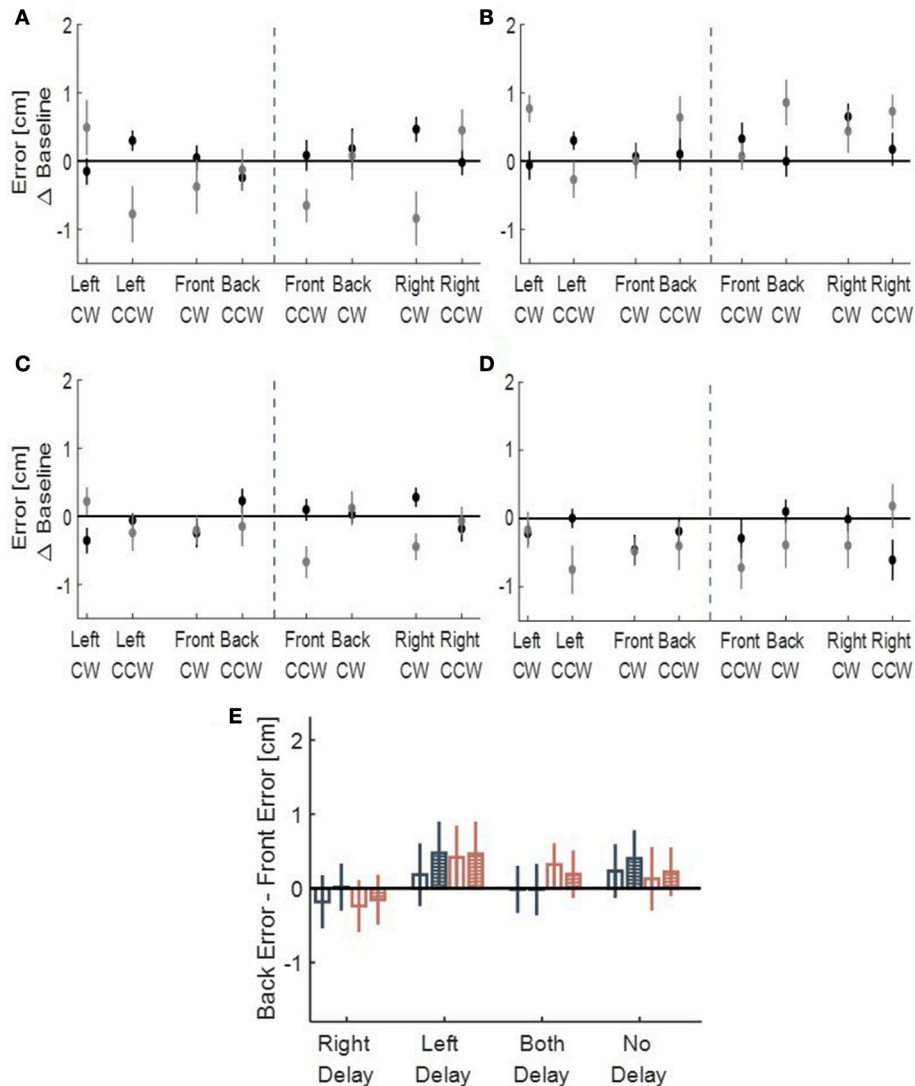 A
Error [cm]
Δ Baseline
2
1
0
-1
Left Left Front Back Front Back Right Right
CW CCW CW CCW CCW CW CW CCW
B
2
1
0
-1
Left Left Front Back Front Back Right Right
CW CCW CW CCW CCW CW CW CCW
C
Error [cm]
Δ Baseline
2
1
0
-1
Left Left Front Back Front Back Right Right
CW CCW CW CCW CCW CW CW CCW
D
2
1
0
-1
Left Left Front Back Front Back Right Right
CW CCW CW CCW CCW CW CW CCW
E
Back Error - Front Error [cm]
2
1
0
-1
Right Left Both No
Delay Delay Delay Delay